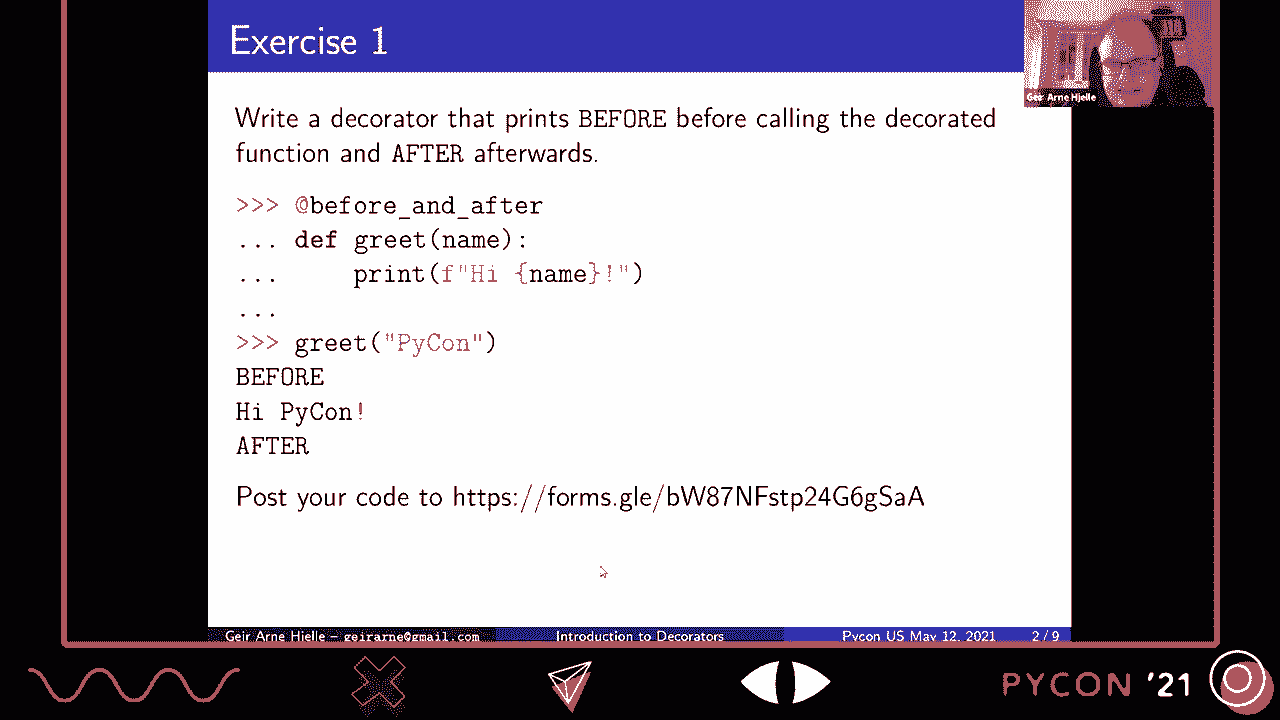 Exercise 1
Geir Arne Hjelle
Write a decorator that prints BEFORE before calling the decorated
function and AFTER afterwards.
>>> @before_and_after
... def greet(name):
...     print(f"Hi {name}!")
...
>>> greet("PyCon")
BEFORE
Hi PyCon!
AFTER
Post your code to https://forms.gle/bW87NFstp24G6gSaA
Geir Arne Hjelle – geirarne@gmail.com Introduction to Decorators Pycon US May 12, 2021 2 / 9
PYCON '21